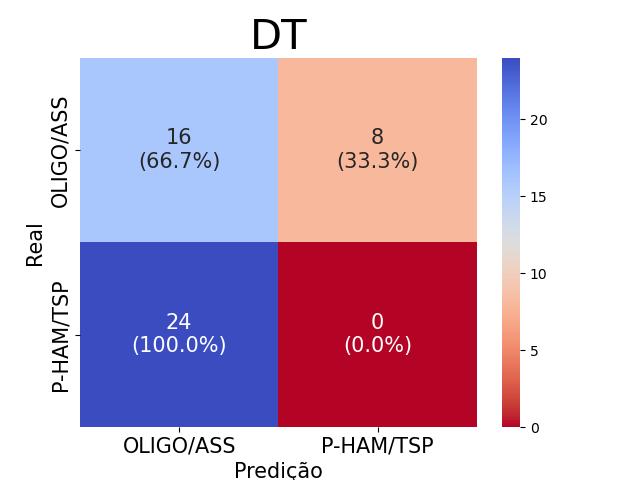 DT
OLIGO/ASS
P-HAM/TSP
Real
16
(66.7%)
8
(33.3%)
24
(100.0%)
0
(0.0%)
OLIGO/ASS
P-HAM/TSP
Predição
20
15
10
5
0